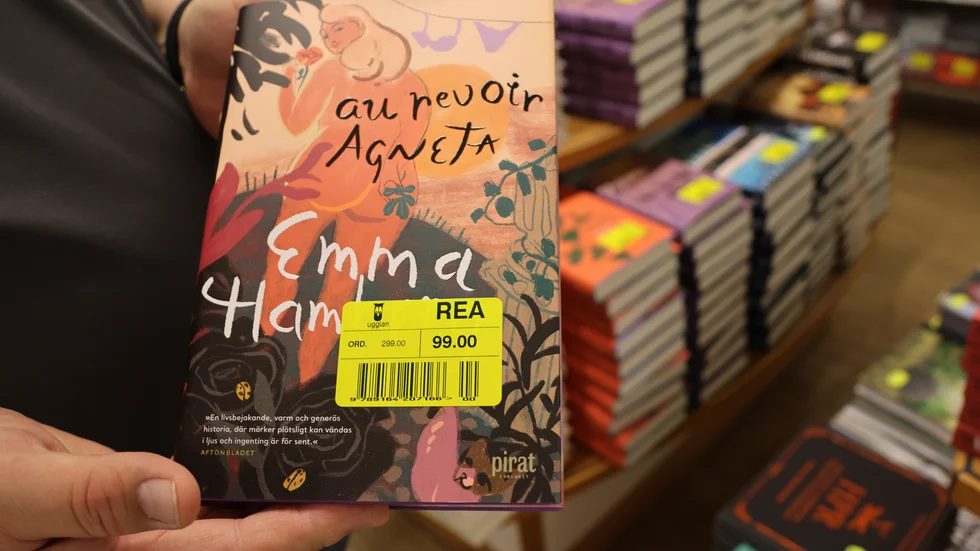 au revoir
AGNETA
Emma
Ham
ugglan
REA
ORD. 299.00
99.00
»En livsbejakande, varm och generös
historia, där mörker plötsligt kan vändas
i ljus och ingenting är för sent.«
AFTONBLADET
pirat
FÖRLAGET